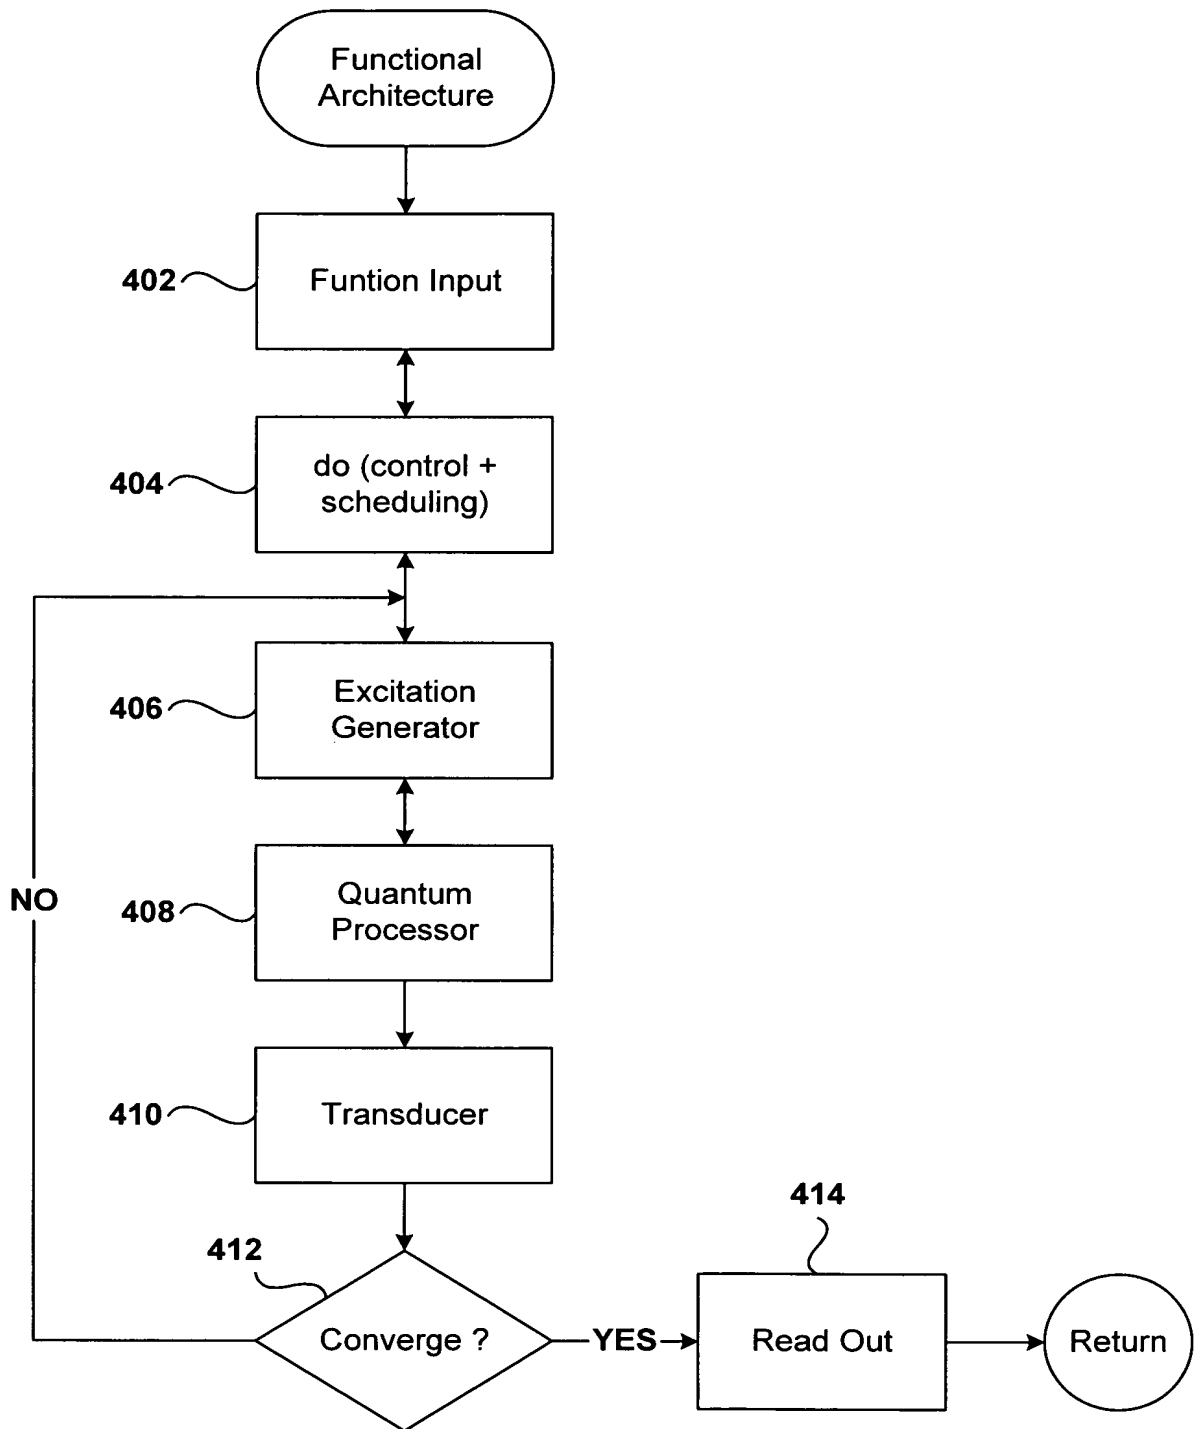 Functional
Architecture
402
Funtion Input
404
do (control +
scheduling)
406
Excitation
Generator
NO
408
Quantum
Processor
410
Transducer
412
Converge ?
YES
414
Read Out
Return